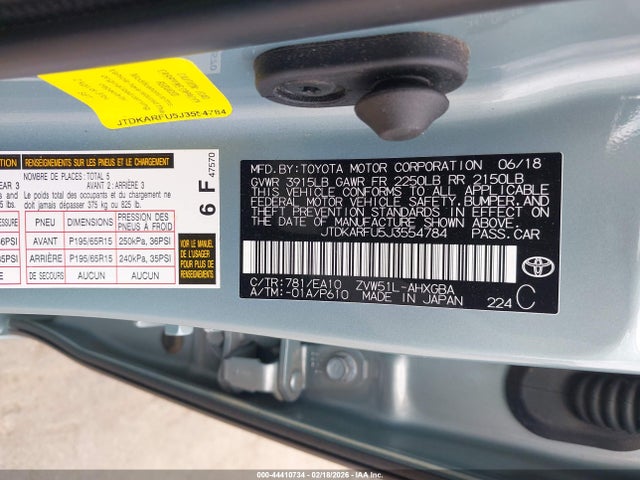 JTDKARFU5J3554784
RENSEIGNEMENTS SUR LES PNEUS ET LE CHARGEMENT
NOMBRE DE PLACES: TOTAL 5
AVANT 2: ARRIÈRE 3
Le poids total des occupants et du chargement ne
doit jamais dépasser 375 kg ou 825 lb.
PNEU DIMENSIONS PRESSION DES PNEUS À FROID
AVANT P195/65R15 250kPa, 36PSI
ARRIÈRE P195/65R15 240kPa, 35PSI
DE SECOURS AUCUN AUCUN
VOIR LE MANUEL
DE L'USAGER
POUR PLUS DE
RENSEIGNEMENTS
6 F 47570
MFD.BY:TOYOTA MOTOR CORPORATION 06/18
GVWR 3915LB GAWR FR 2250LB RR 2150LB
THIS VEHICLE CONFORMS TO ALL APPLICABLE
FEDERAL MOTOR VEHICLE SAFETY,BUMPER,AND
THEFT PREVENTION STANDARDS IN EFFECT ON
THE DATE OF MANUFACTURE SHOWN ABOVE.
JTDKARFU5J3554784 PASS.CAR
C/TR:781/EA10 ZVW51L-AHXGBA
A/TM:-01A/P610 MADE IN JAPAN
224 C
TOYOTA
000-44410734 - 02/18/2026 - IAA Inc.